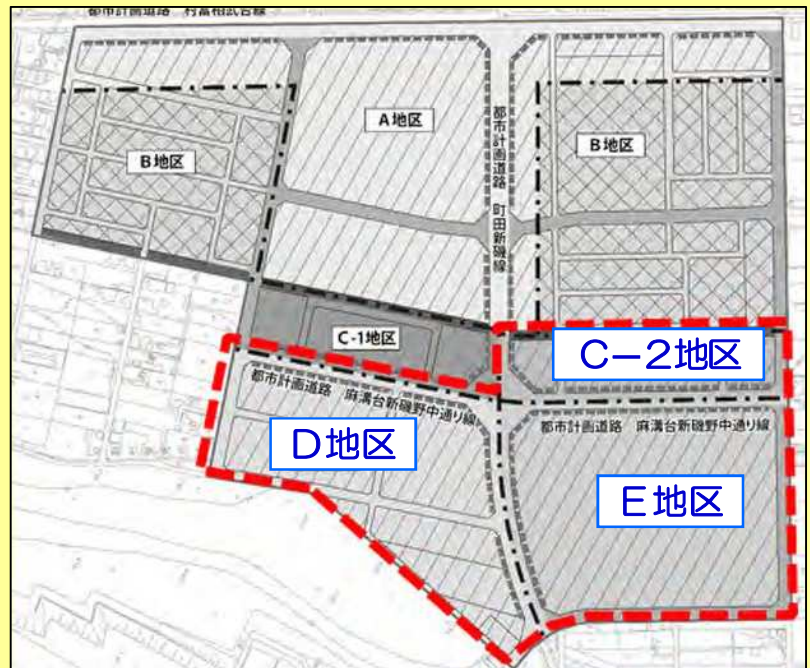 都市計画道路 村富相武台線
A地区
B地区
都市計画道路 町田新磯線
B地区
C-1地区
C-2地区
都市計画道路 麻溝台新磯野中通り線
都市計画道路 麻溝台新磯野中通り線
D地区
E地区